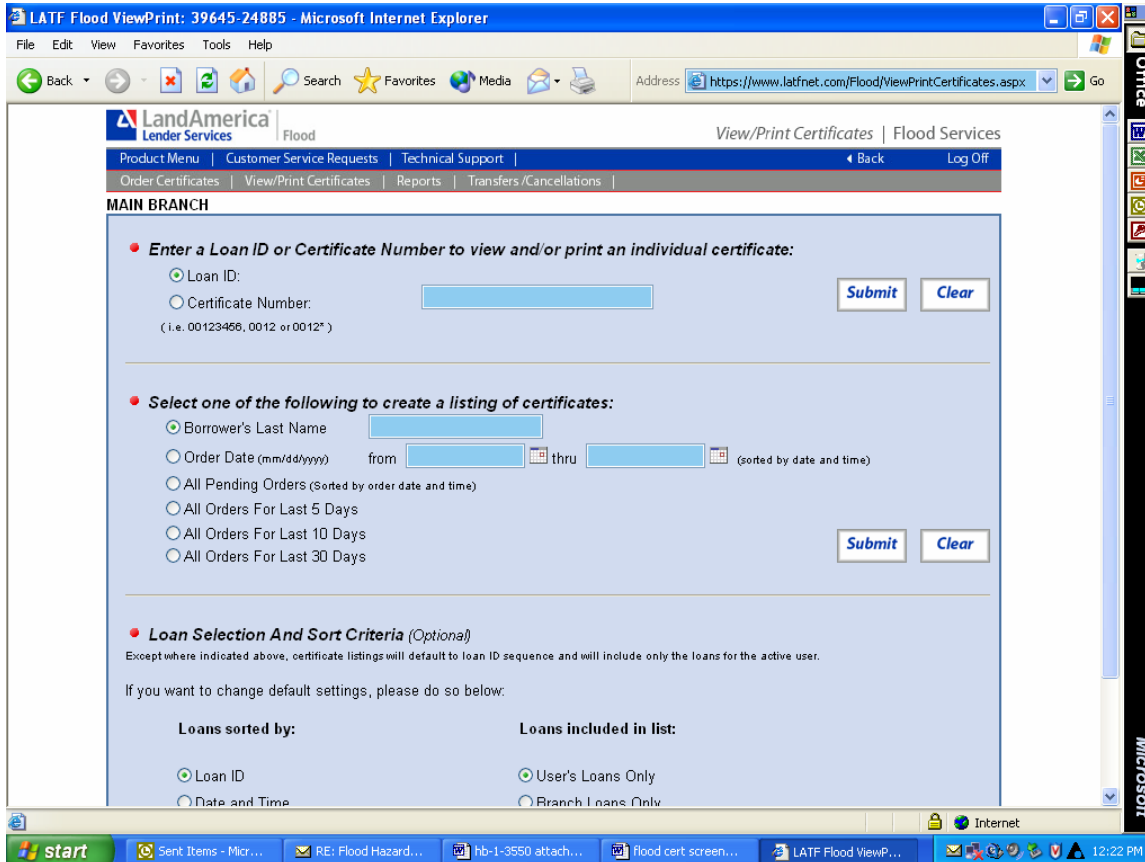 LATF Flood ViewPrint: 39645-24885 - Microsoft Internet Explorer
File Edit View Favorites Tools Help
Back Search Favorites Media Address https://www.latfnet.com/Flood/ViewPrintCertificates.aspx Go
Office
LandAmerica
Lender Services Flood View/Print Certificates | Flood Services
Product Menu | Customer Service Requests | Technical Support | Back Log Off
Order Certificates | View/Print Certificates | Reports | Transfers/Cancellations |
MAIN BRANCH
Enter a Loan ID or Certificate Number to view and/or print an individual certificate:
Loan ID:
Certificate Number: Submit Clear
( i.e. 00123456, 0012 or 0012* )
Select one of the following to create a listing of certificates:
Borrower's Last Name
Order Date (mm/dd/yyyy) from thru (sorted by date and time)
All Pending Orders (Sorted by order date and time)
All Orders For Last 5 Days
All Orders For Last 10 Days Submit Clear
All Orders For Last 30 Days
Loan Selection And Sort Criteria (Optional)
Except where indicated above, certificate listings will default to loan ID sequence and will include only the loans for the active user.
If you want to change default settings, please do so below:
Loans sorted by: Loans included in list:
Loan ID User's Loans Only
Date and Time Branch Loans Only
Microsoft
Internet
start Sent Items - Micr... RE: Flood Hazard... hb-1-3550 attach... flood cert screen... LATF Flood ViewP... 12:22 PM